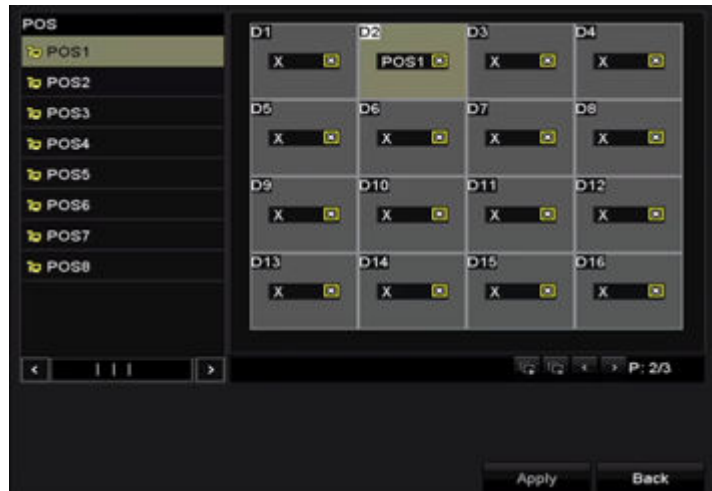 POS
POS1
POS2
POS3
POS4
POS5
POS6
POS7
POS8
D1 D2 D3 D4
X POS1 X X
D5 D6 D7 D8
X X X X
D9 D10 D11 D12
X X X X
D13 D14 D15 D16
X X X X
P: 2/3
Apply Back